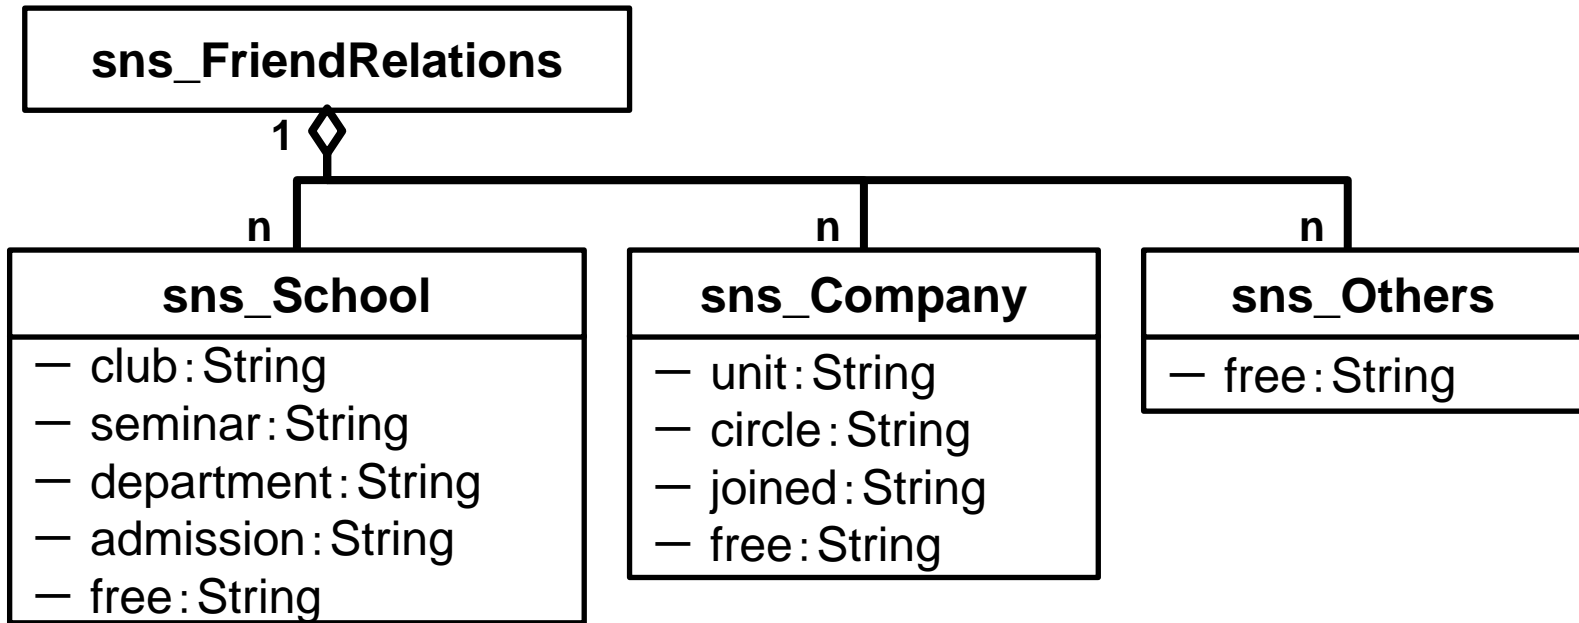 sns_FriendRelations
1
n
n
n
sns_School
— club:String
— seminar:String
— department:String
— admission:String
— free:String
sns_Company
— unit:String
— circle:String
— joined:String
— free:String
sns_Others
— free:String